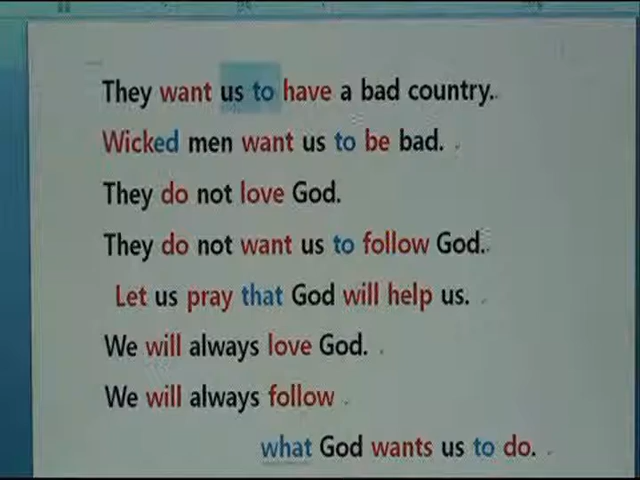 They want us to have a bad country.
Wicked men want us to be bad.
They do not love God.
They do not want us to follow God.
Let us pray that God will help us.
We will always love God.
We will always follow
what God wants us to do.